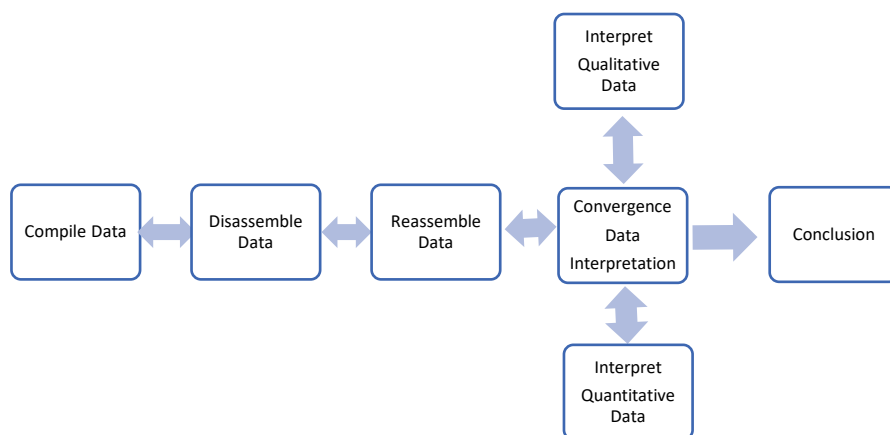 Interpret
Qualitative
Data
Compile Data
Disassemble
Data
Reassemble
Data
Convergence
Data
Interpretation
Conclusion
Interpret
Quantitative
Data